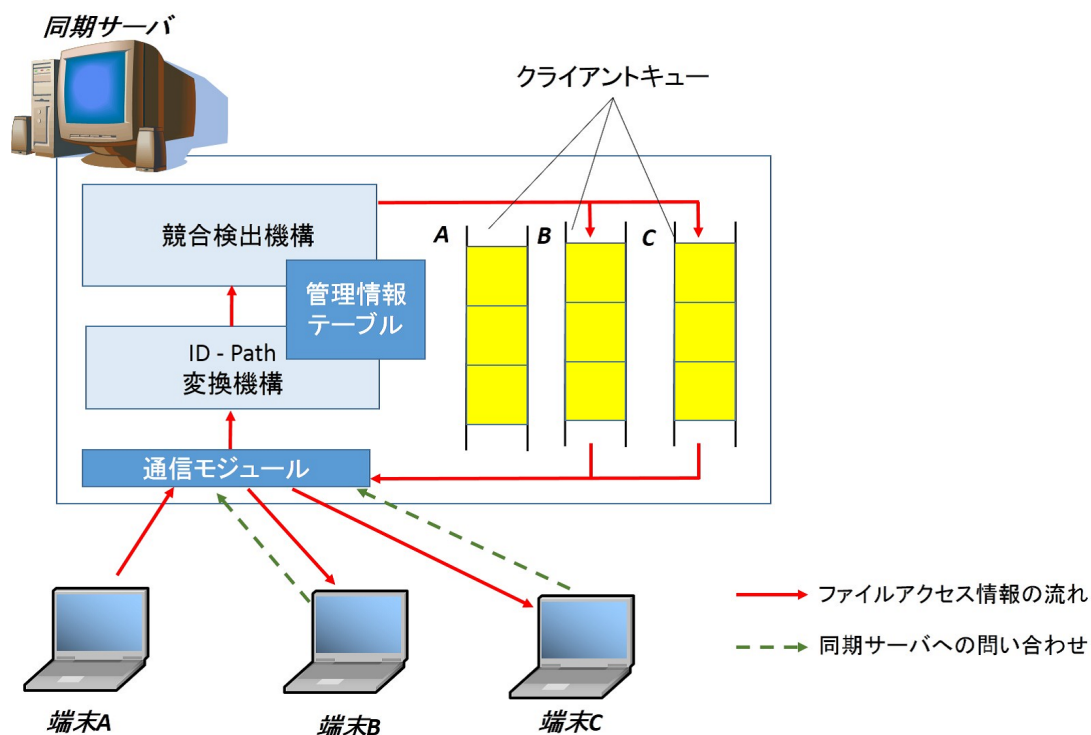 同期サーバ
クライアントキュー
競合検出機構
A
B
C
管理情報
テーブル
ID - Path
変換機構
通信モジュール
ファイルアクセス情報の流れ
同期サーバへの問い合わせ
端末A
端末B
端末C